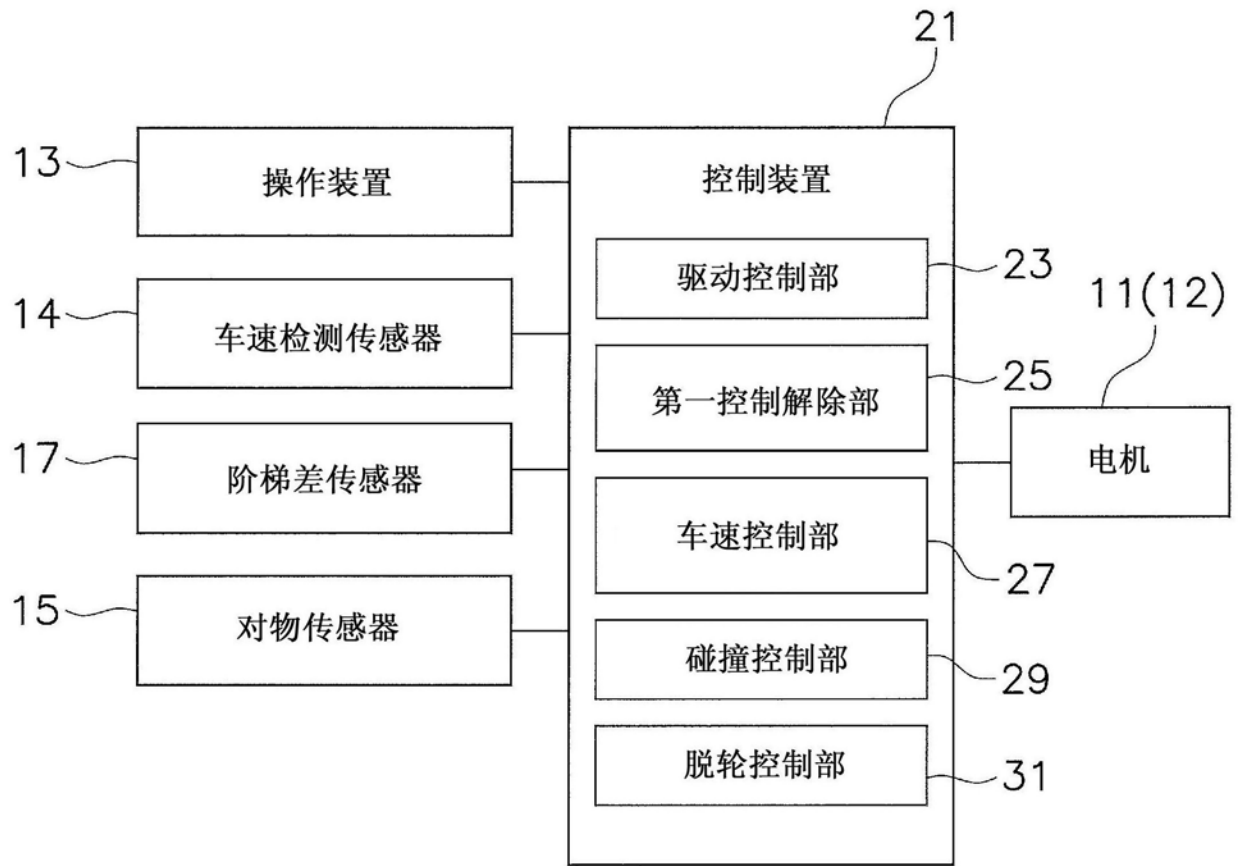 21
13
操作装置
控制装置
驱动控制部
23
14
车速检测传感器
11(12)
第一控制解除部
25
电机
17
阶梯差传感器
车速控制部
27
15
对物传感器
碰撞控制部
29
脱轮控制部
31